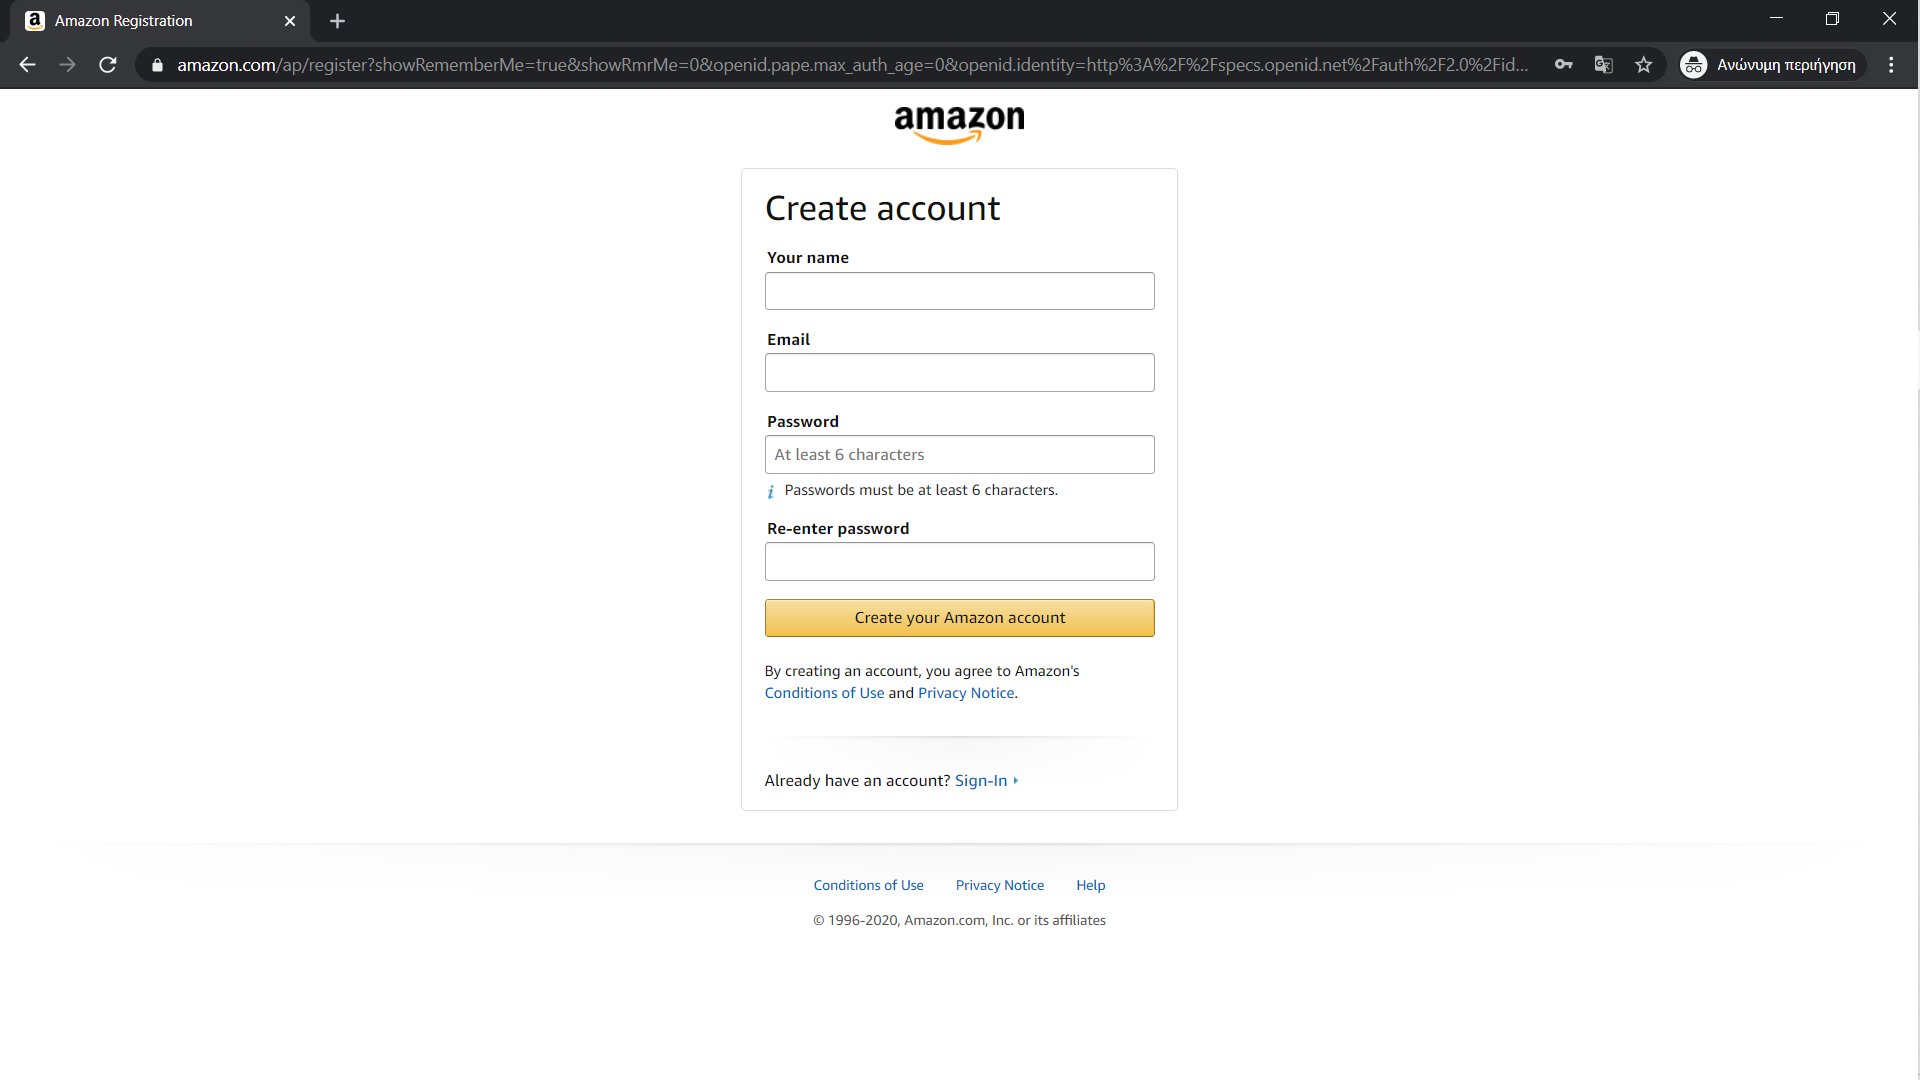 Amazon Registration
amazon.com/ap/register?showRememberMe=true&showRmrMe=0&openid.pape.max_auth_age=0&openid.identity=http%3A%2F%2Fspecs.openid.net%2Fauth%2F2.0%2Fid...
Ανώνυμη περιήγηση
amazon
Create account
Your name
Email
Password
At least 6 characters
i Passwords must be at least 6 characters.
Re-enter password
Create your Amazon account
By creating an account, you agree to Amazon's
Conditions of Use and Privacy Notice.
Already have an account? Sign-In
Conditions of Use Privacy Notice Help
© 1996-2020, Amazon.com, Inc. or its affiliates